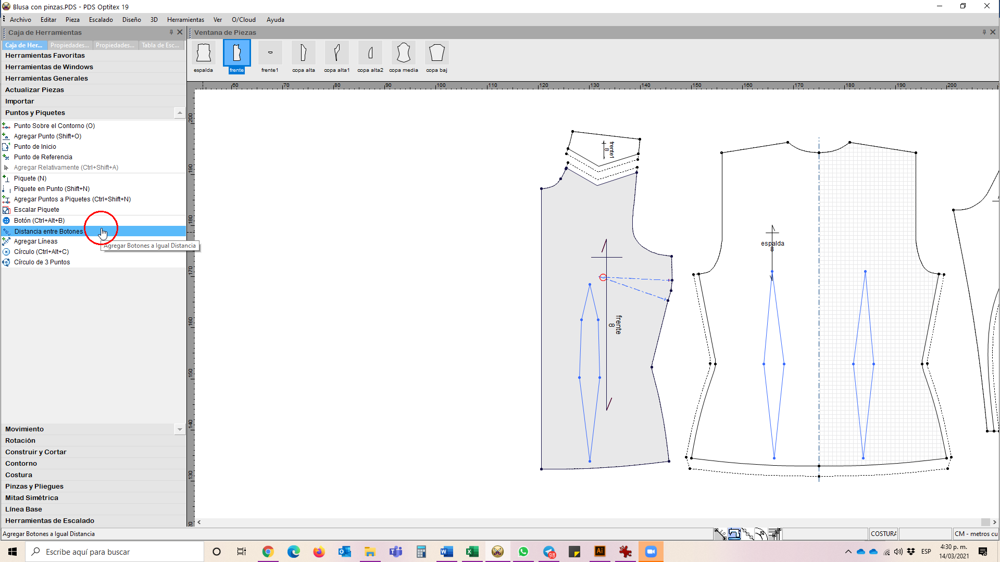 Blusa con pinzas.PDS - PDS Optitex 19
Archivo Editar Pieza Escalado Diseño 3D Herramientas Ver O/Cloud Ayuda
Caja de Herramientas
Ventana de Piezas
Caja de Her... Propiedades... Propiedades... Tabla de Esc...
espalda frente frente1 copa alta copa alta1 copa alta2 copa media copa baj
Herramientas Favoritas
Herramientas de Windows
Herramientas Generales
Actualizar Piezas
Importar
Puntos y Piquetes
Punto Sobre el Contorno (O)
Agregar Punto (Shift+O)
Punto de Inicio
Punto de Referencia
Agregar Relativamente (Ctrl+Shift+A)
Piquete (N)
Piquete en Punto (Shift+N)
Agregar Puntos a Piquetes (Ctrl+Shift+N)
Escalar Piquete
Botón (Ctrl+Alt+B)
Distancia entre Botones
Agregar Líneas
Agregar Botones a Igual Distancia
Círculo (Ctrl+Alt+C)
Círculo de 3 Puntos
Movimiento
Rotación
Construir y Cortar
Contorno
Costura
Pinzas y Pliegues
Mitad Simétrica
Línea Base
Herramientas de Escalado
60 70 80 90 100 110 120 130 140 150 160 170 180 190 200
200
190
180
170
160
150
140
130
frente1
8
frente
8
espalda
8
Agregar Botones a Igual Distancia
COSTURA
CM - metros cu
Escribe aquí para buscar
98
ESP
4:30 p. m.
14/03/2021